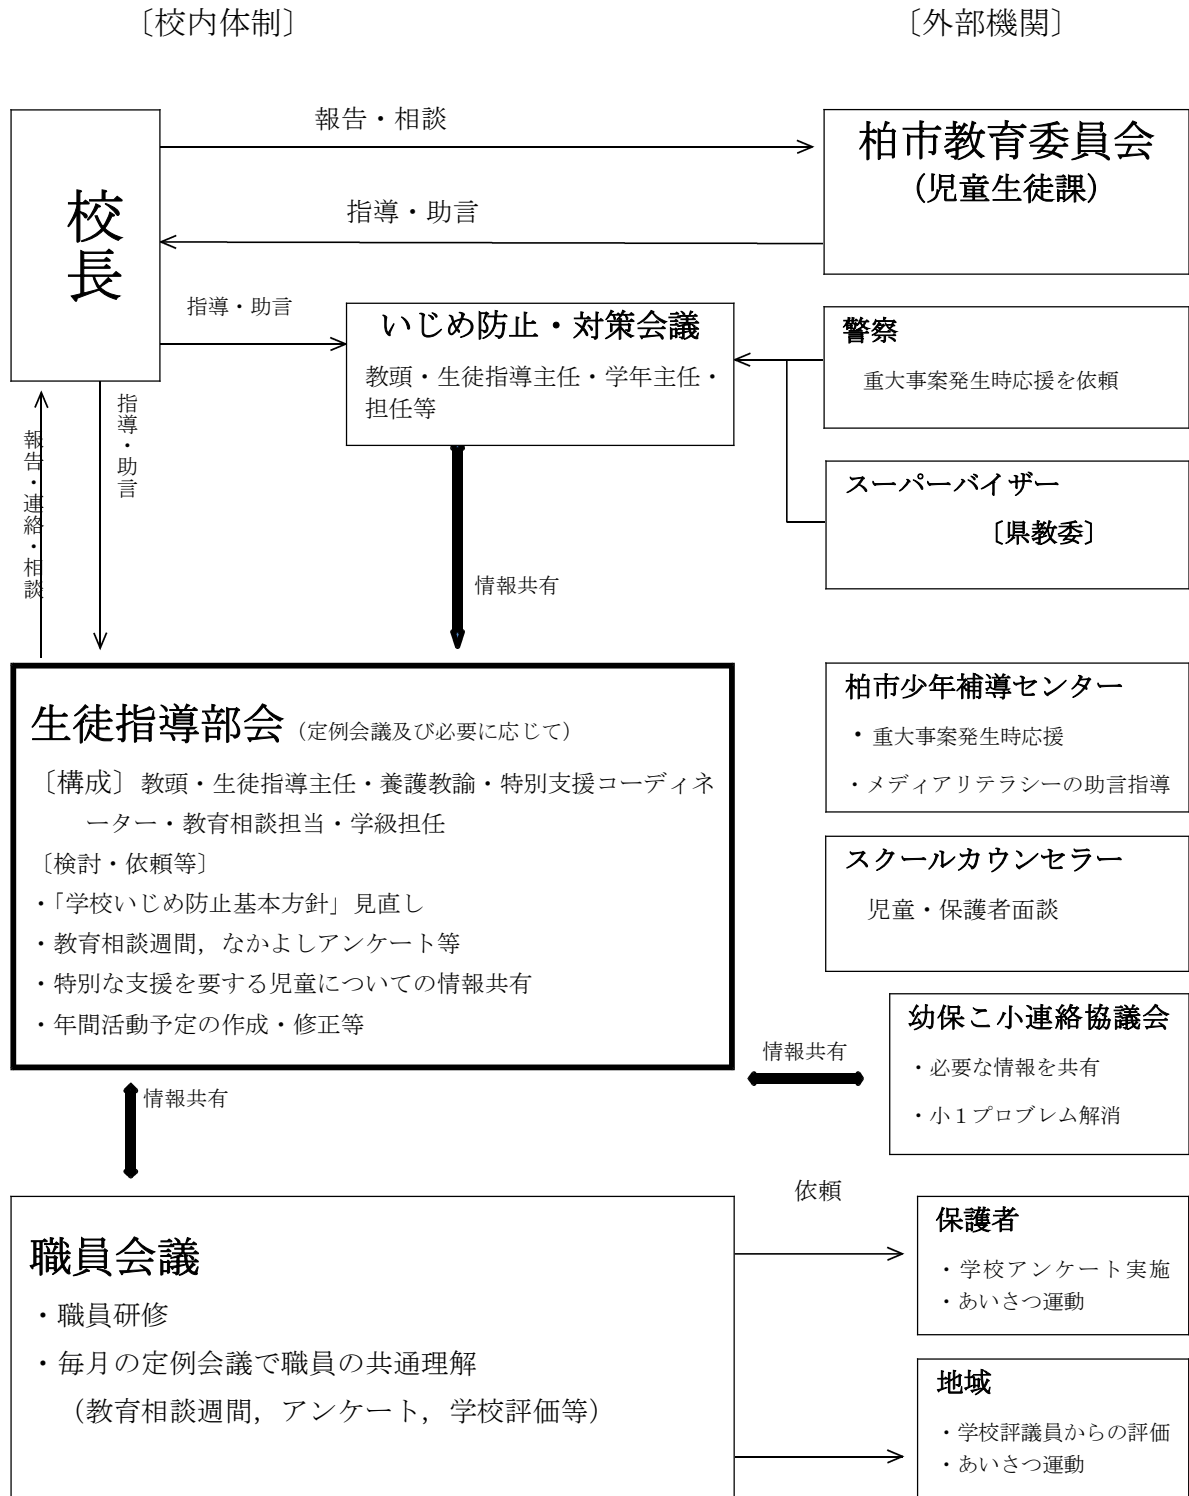 〔校内体制〕
〔外部機関〕
報告・相談
校長
柏市教育委員会
（児童生徒課）
指導・助言
指導・助言
いじめ防止・対策会議
教頭・生徒指導主任・学年主任・
担任等
警察
重大事案発生時応援を依頼
報告・連絡・相談
指導・助言
スーパーバイザー
〔県教委〕
情報共有
生徒指導部会（定例会議及び必要に応じて）
〔構成〕教頭・生徒指導主任・養護教諭・特別支援コーディネ
ーター・教育相談担当・学級担任
〔検討・依頼等〕
・「学校いじめ防止基本方針」見直し
・教育相談週間，なかよしアンケート等
・特別な支援を要する児童についての情報共有
・年間活動予定の作成・修正等
柏市少年補導センター
・重大事案発生時応援
・メディアリテラシーの助言指導
スクールカウンセラー
児童・保護者面談
情報共有
幼保こ小連絡協議会
・必要な情報を共有
・小１プロブレム解消
情報共有
職員会議
・職員研修
・毎月の定例会議で職員の共通理解
（教育相談週間，アンケート，学校評価等）
依頼
保護者
・学校アンケート実施
・あいさつ運動
地域
・学校評議員からの評価
・あいさつ運動